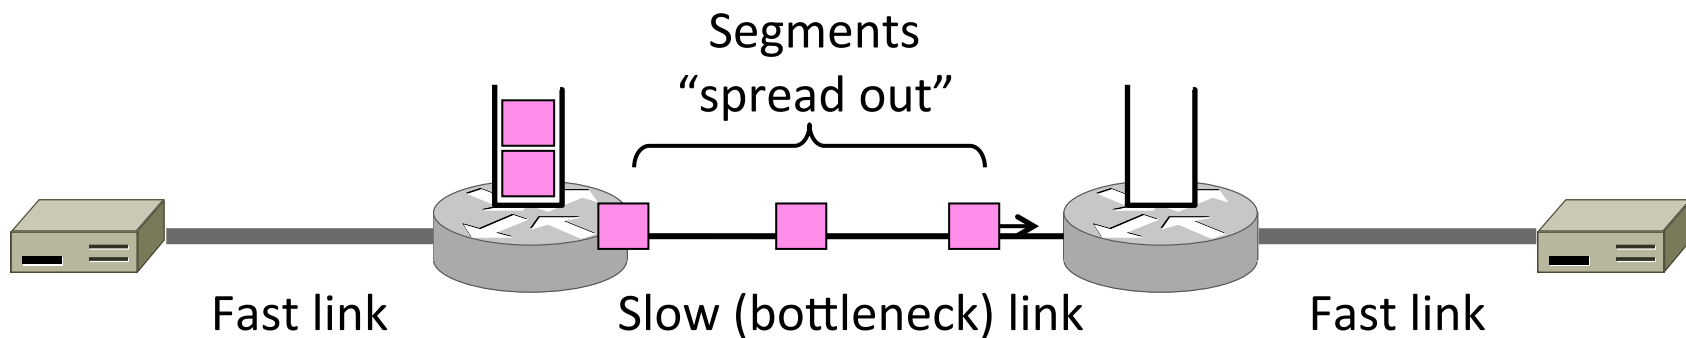 Segments
“spread out”
Fast link
Slow (bottleneck) link
Fast link